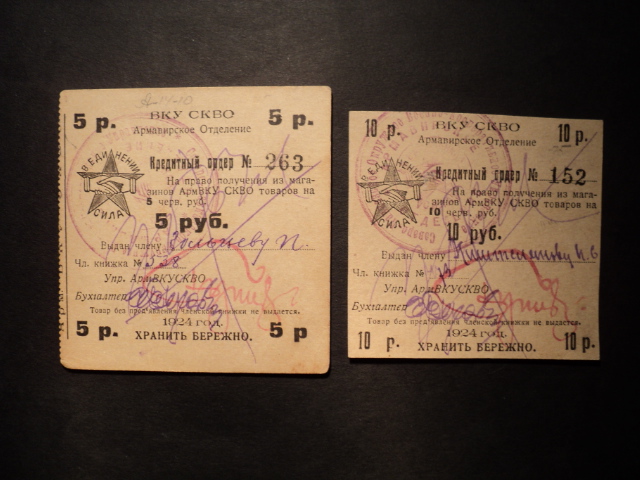 5 р. ВКУ СКВО 5 р.
Армавирское Отделение
В ЕДИНЕНИИ
СИЛА
Кредитный ордер № 263
На право получения из мага-
зинов АрмВКУ СКВО товаров на
5 черв. руб.
5 руб.
Выдан члену
Чл. книжка №
Упр. АрмВКУСКВО
Бухгалтер
Товар без предъявления членской книжки не выдается.
5 р. 1924 год. 5 р
ХРАНИТЬ БЕРЕЖНО.
10 р. ВКУ СКВО 10 р.
Армавирское Отделение
В ЕДИНЕНИИ
СИЛА
Кредитный ордер № 152
На право получения из мага-
зинов АрмВКУ СКВО товаров на
10 черв. руб.
10 руб.
Выдан члену
Чл. книжка №
Упр. АрмВКУСКВО
Бухгалтер
Товар без предъявления членской книжки не выдается.
10 р. 1924 год. 10 р.
ХРАНИТЬ БЕРЕЖНО.